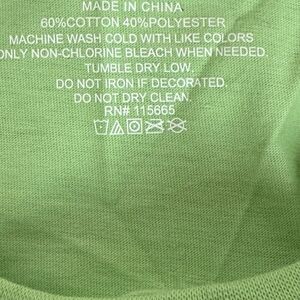 MADE IN CHINA
60%COTTON 40%POLYESTER
MACHINE WASH COLD WITH LIKE COLORS
ONLY NON-CHLORINE BLEACH WHEN NEEDED.
TUMBLE DRY LOW.
DO NOT IRON IF DECORATED.
DO NOT DRY CLEAN.
RN# 115665